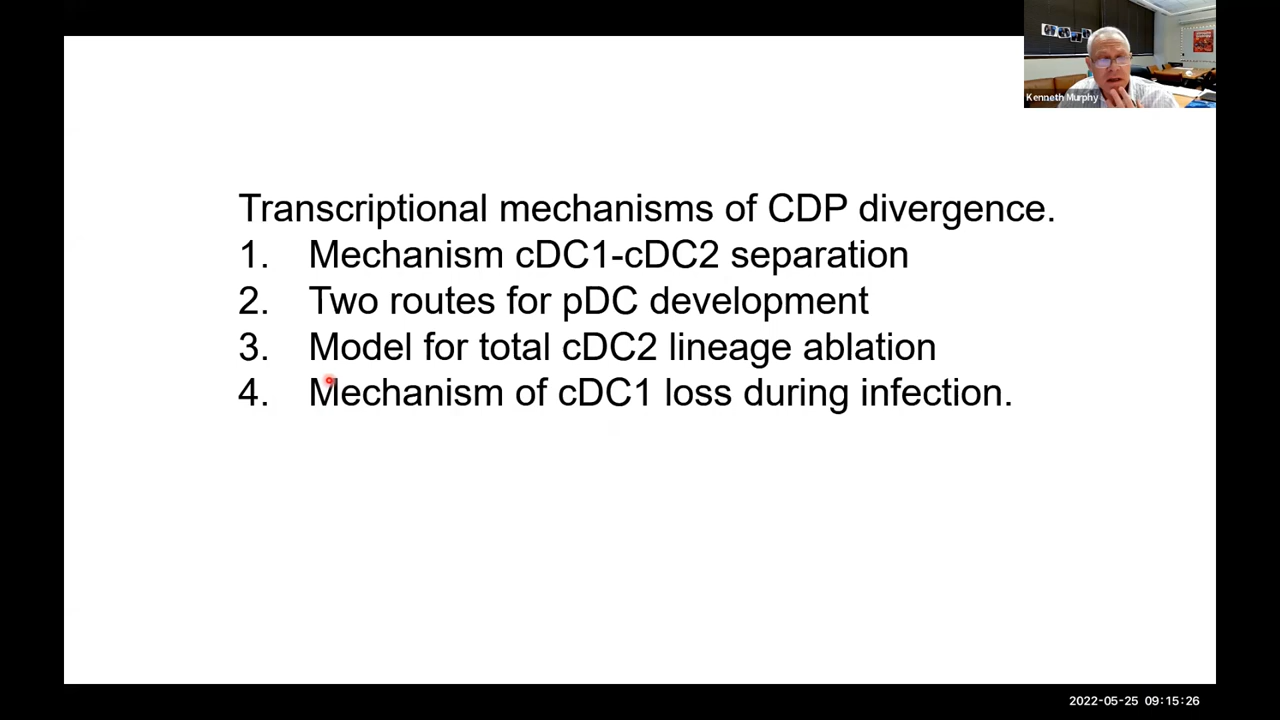 Kenneth Murphy
Transcriptional mechanisms of CDP divergence.
1. Mechanism cDC1-cDC2 separation
2. Two routes for pDC development
3. Model for total cDC2 lineage ablation
4. Mechanism of cDC1 loss during infection.
2022-05-25 09:15:26